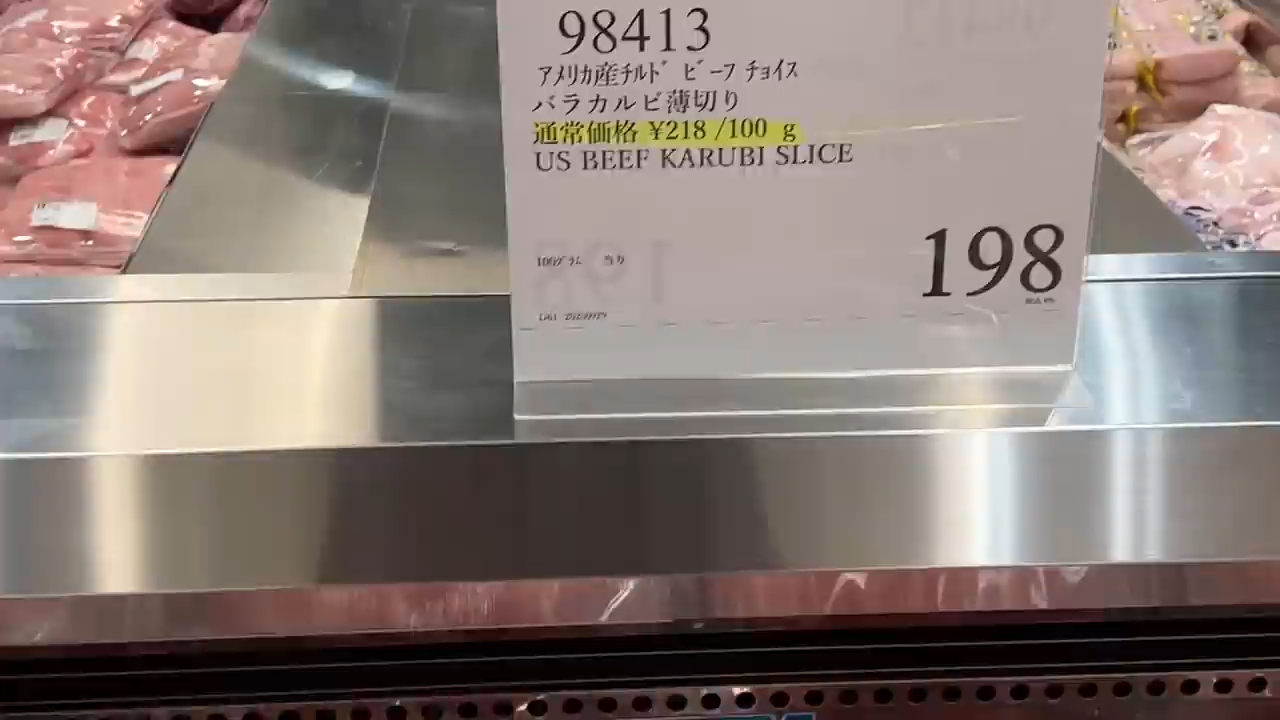 98413
アメリカ産チルド ビーフ チョイス
バラカルビ薄切り
通常価格 ¥218 /100 g
US BEEF KARUBI SLICE
198
100グラム 当り